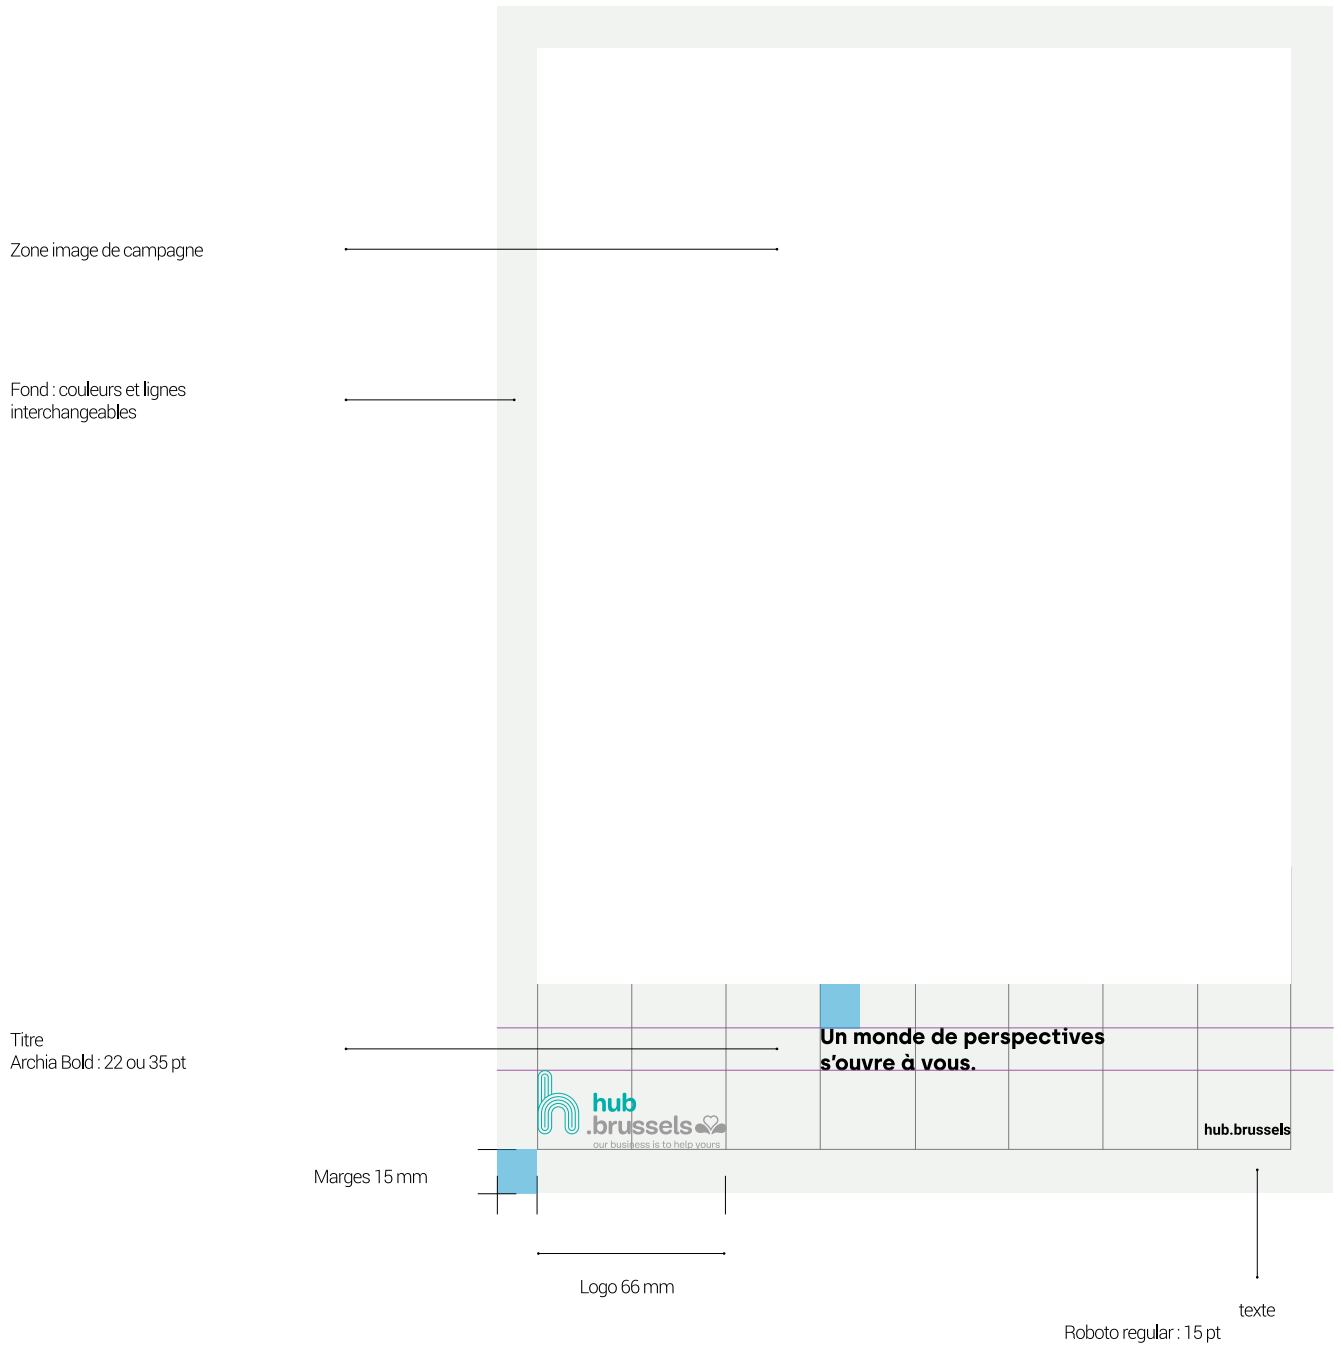 Zone image de campagne
Fond : couleurs et lignes
interchangeables
Titre
Archia Bold : 22 ou 35 pt
Un monde de perspectives
s'ouvre à vous.
hub
.brussels
our business is to help yours
hub.brussels
Marges 15 mm
Logo 66 mm
texte
Roboto regular : 15 pt